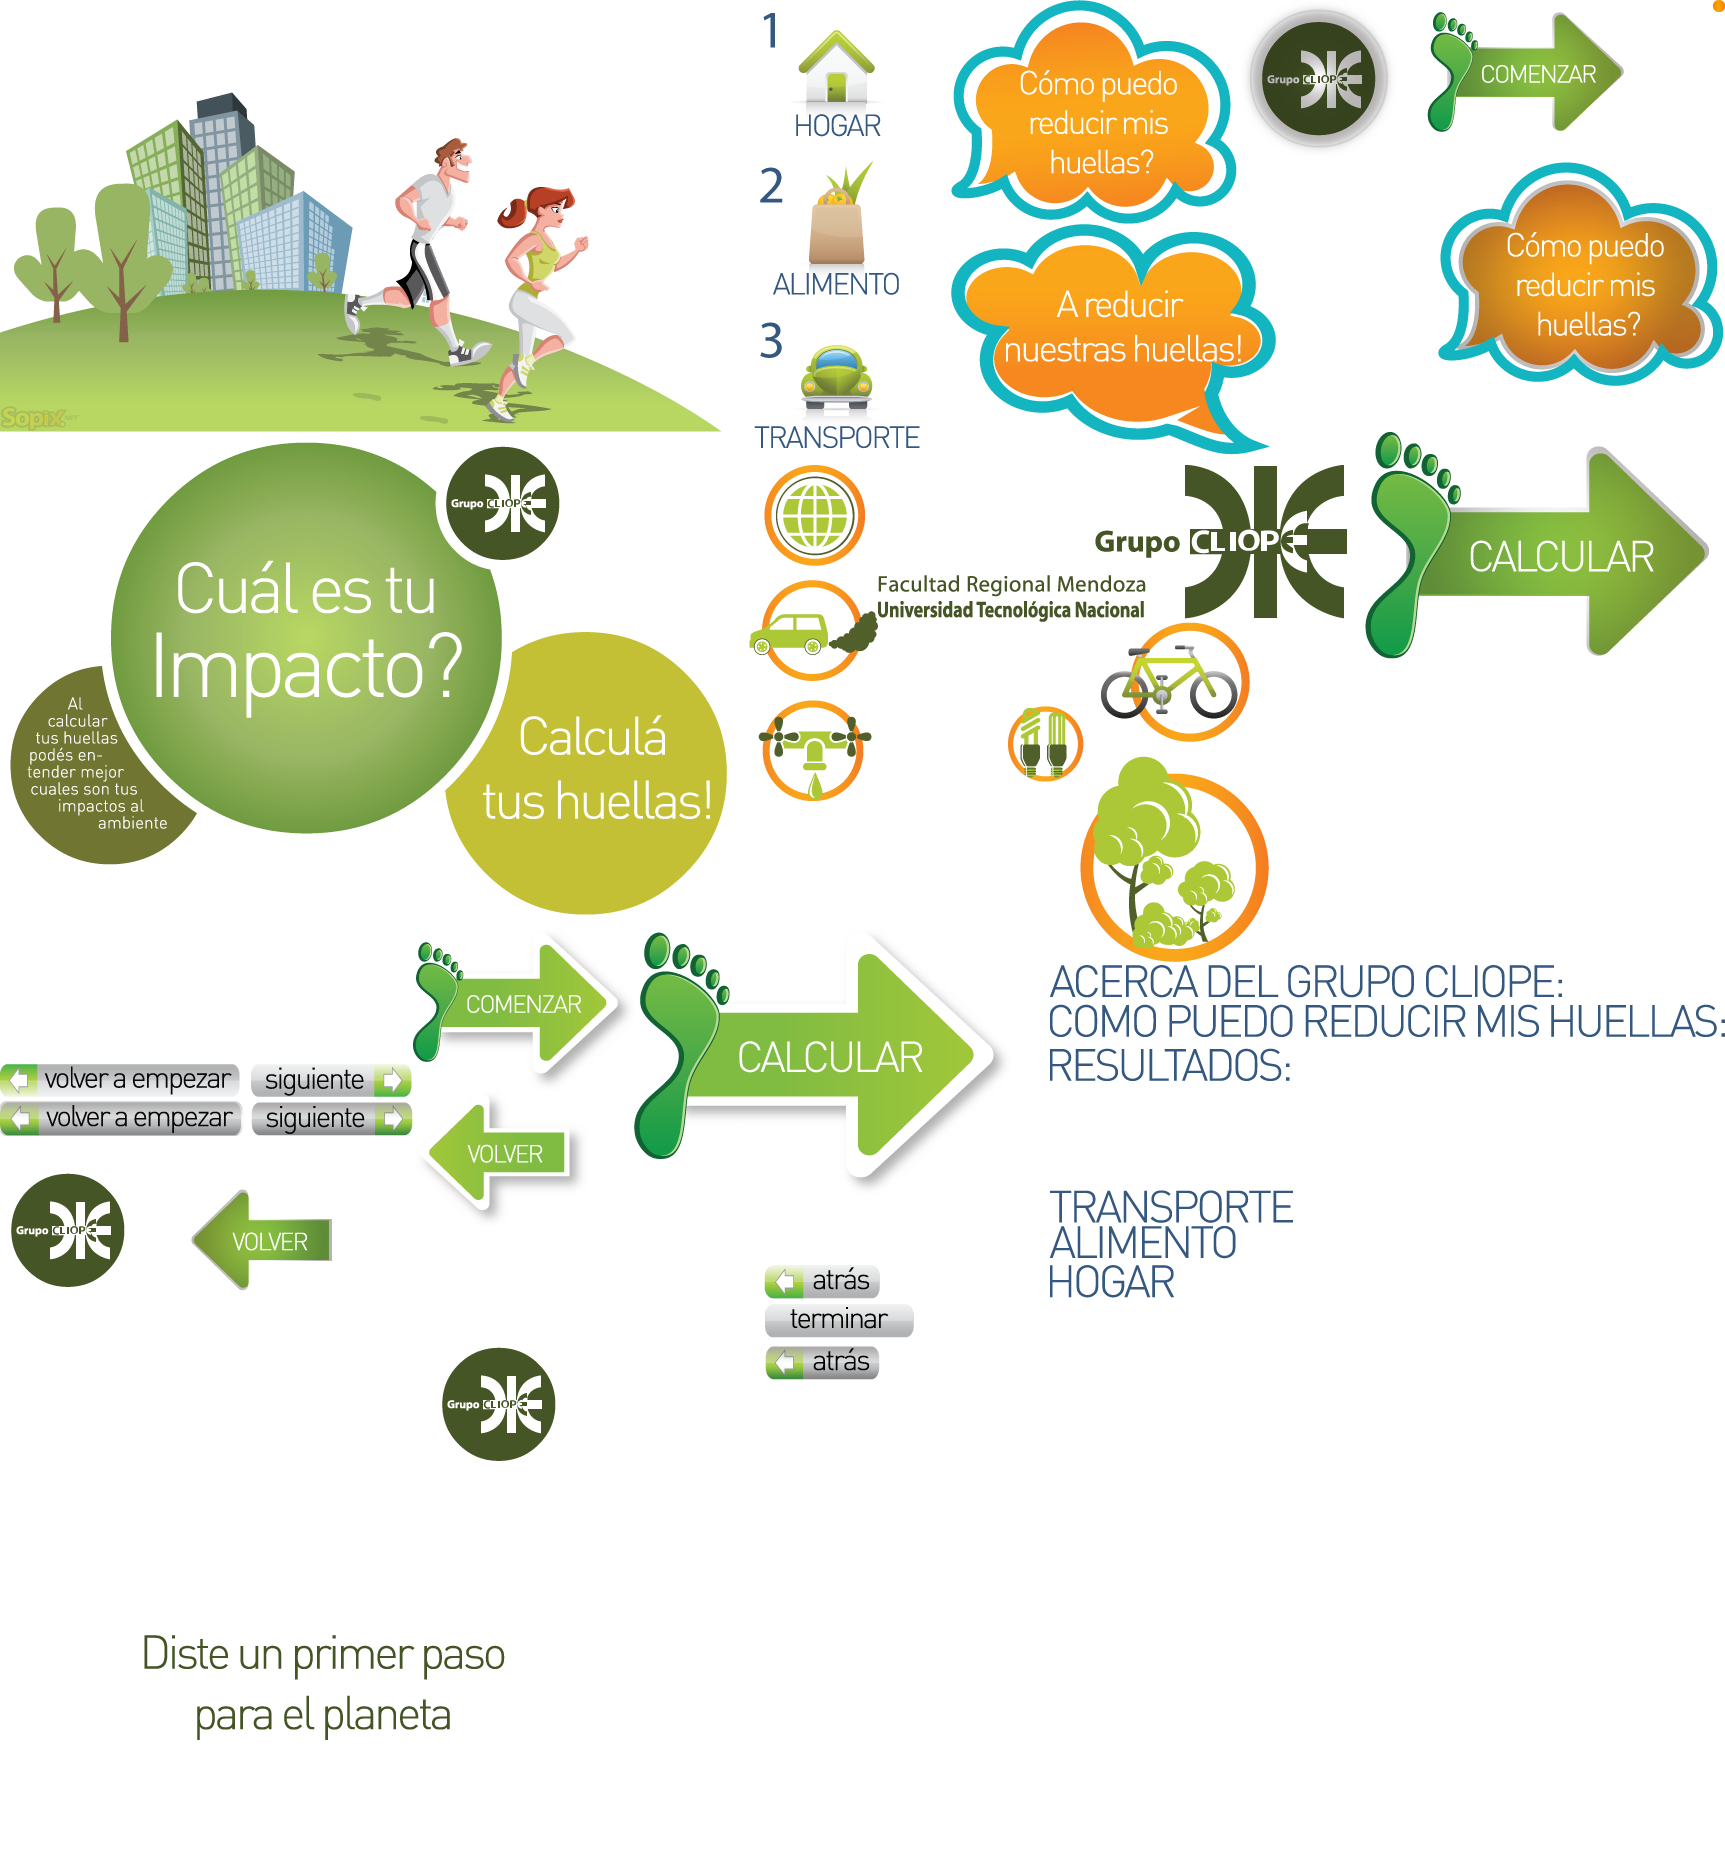 1
HOGAR
2
ALIMENTO
3
TRANSPORTE
Cómo puedo
reducir mis
huellas?
Grupo CLIOPE
COMENZAR
Cómo puedo
reducir mis
huellas?
A reducir
nuestras huellas!
SopiX.NET
Grupo CLIOPE
Cuál es tu
Impacto?
Al
calcular
tus huellas
podés en-
tender mejor
cuales son tus
impactos al
ambiente
Calculá
tus huellas!
Grupo CLIOPE
Facultad Regional Mendoza
Universidad Tecnológica Nacional
CALCULAR
COMENZAR
CALCULAR
ACERCA DEL GRUPO CLIOPE:
COMO PUEDO REDUCIR MIS HUELLAS:
RESULTADOS:
volver a empezar
siguiente
volver a empezar
siguiente
VOLVER
Grupo CLIOPE
VOLVER
TRANSPORTE
ALIMENTO
HOGAR
atrás
terminar
atrás
Grupo CLIOPE
Diste un primer paso
para el planeta